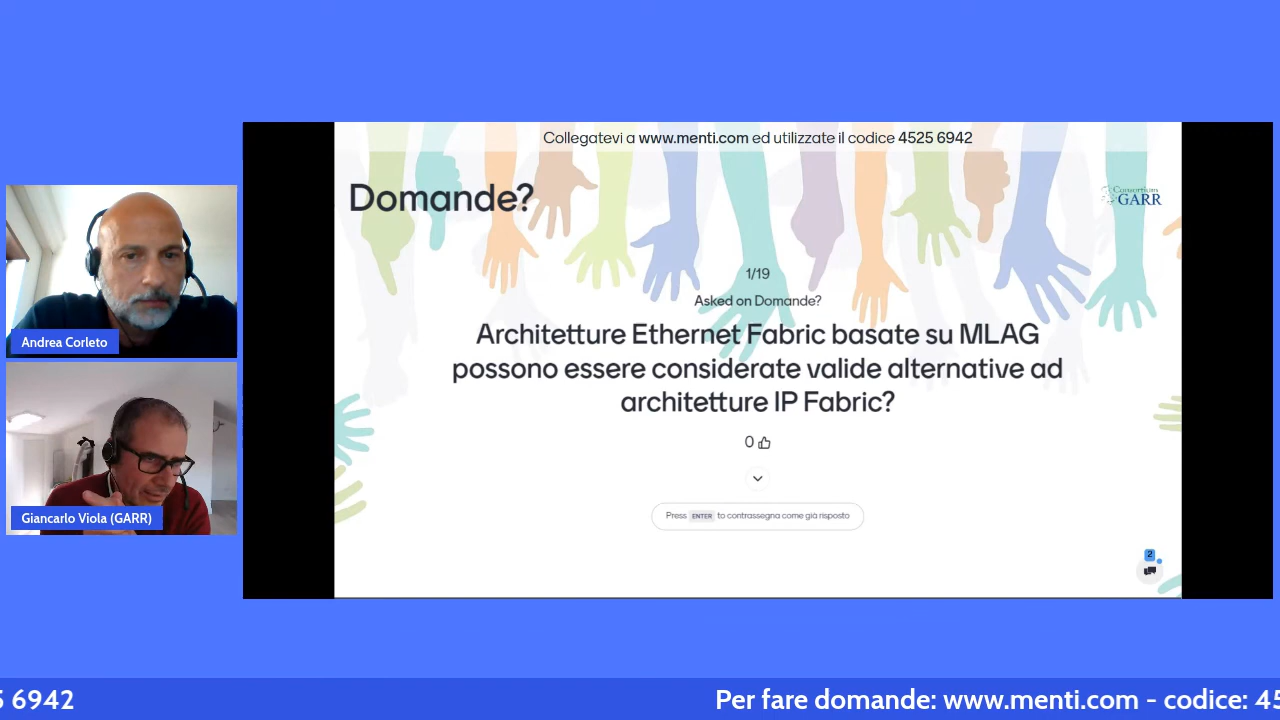 Collegatevi a www.menti.com ed utilizzate il codice 4525 6942
Domande?
Consortium
GARR
1/19
Asked on Domande?
Architetture Ethernet Fabric basate su MLAG
possono essere considerate valide alternative ad
architetture IP Fabric?
0
Press ENTER to contrassegna come già risposto
2
Andrea Corleto
Giancarlo Viola (GARR)
5 6942
Per fare domande: www.menti.com - codice: 45